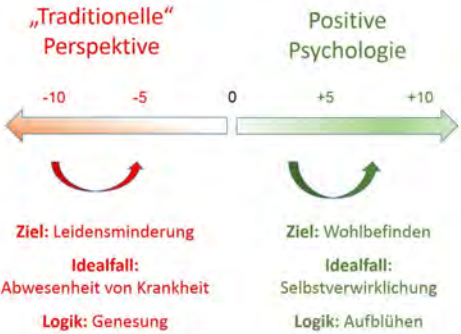 „Traditionelle“
Perspektive
Positive
Psychologie
-10 -5 0 +5 +10
Ziel: Leidensminderung
Idealfall:
Abwesenheit von Krankheit
Logik: Genesung
Ziel: Wohlbefinden
Idealfall:
Selbstverwirklichung
Logik: Aufblühen